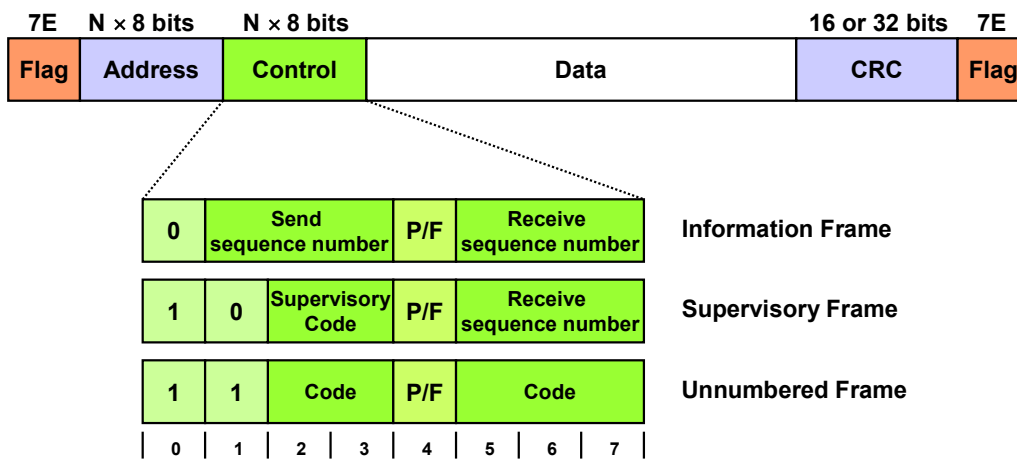 7E N × 8 bits N × 8 bits 16 or 32 bits 7E
Flag Address Control Data CRC Flag
0 Send sequence number P/F Receive sequence number Information Frame
1 0 Supervisory Code P/F Receive sequence number Supervisory Frame
1 1 Code P/F Code Unnumbered Frame
0 1 2 3 4 5 6 7